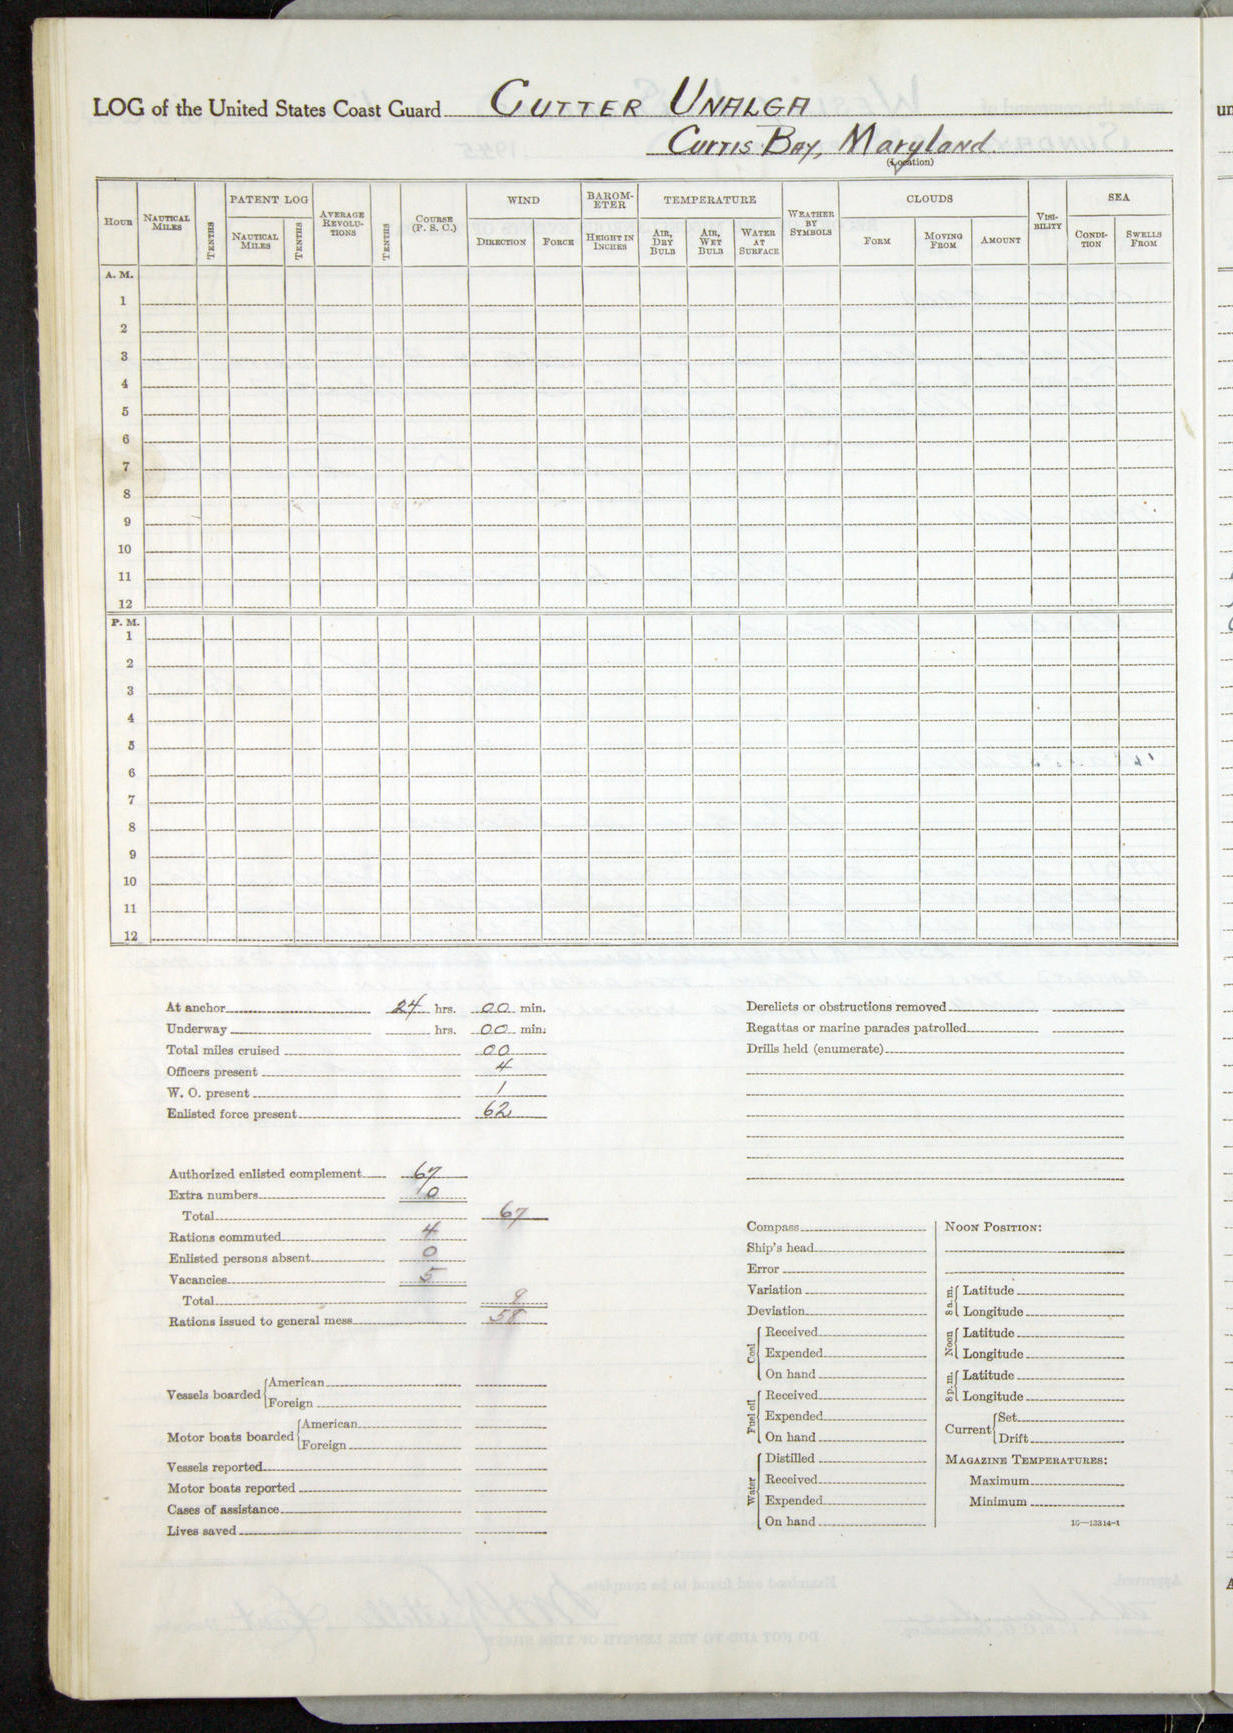 LOG of the United States Coast Guard CUTTER UNALGA
CURTIS BAY, MARYLAND
(Location)
HOUR NAUTICAL MILES TENTHS PATENT LOG NAUTICAL MILES TENTHS AVERAGE REVOLU-TIONS TENTHS COURSE (P. S. C.) WIND DIRECTION FORCE BAROM-ETER HEIGHT IN INCHES TEMPERATURE AIR, DRY BULB AIR, WET BULB WATER AT SURFACE WEATHER BY SYMBOLS CLOUDS FORM MOVING FROM AMOUNT VISI-BILITY SEA CONDI-TION SWELLS FROM
A. M.
1
2
3
4
5
6
7
8
9
10
11
12
P. M.
1
2
3
4
5
6
7
8
9
10
11
12
At anchor 24 hrs. 00 min.
Underway hrs. 00 min.
Total miles cruised 00
Officers present 4
W. O. present 1
Enlisted force present 62
Authorized enlisted complement 67
Extra numbers 0
Total 67
Rations commuted 4
Enlisted persons absent 0
Vacancies 5
Total 9
Rations issued to general mess 58
Vessels boarded American
Foreign
Motor boats boarded American
Foreign
Vessels reported
Motor boats reported
Cases of assistance
Lives saved
Derelicts or obstructions removed
Regattas or marine parades patrolled
Drills held (enumerate)
Compass
Ship's head
Error
Variation
Deviation
Coal Received
Expended
On hand
Fuel oil Received
Expended
On hand
Water Distilled
Received
Expended
On hand
NOON POSITION:
8 a. m. Latitude
Longitude
Noon Latitude
Longitude
8 p. m. Latitude
Longitude
Current Set
Drift
MAGAZINE TEMPERATURES:
Maximum
Minimum
16—13314-1